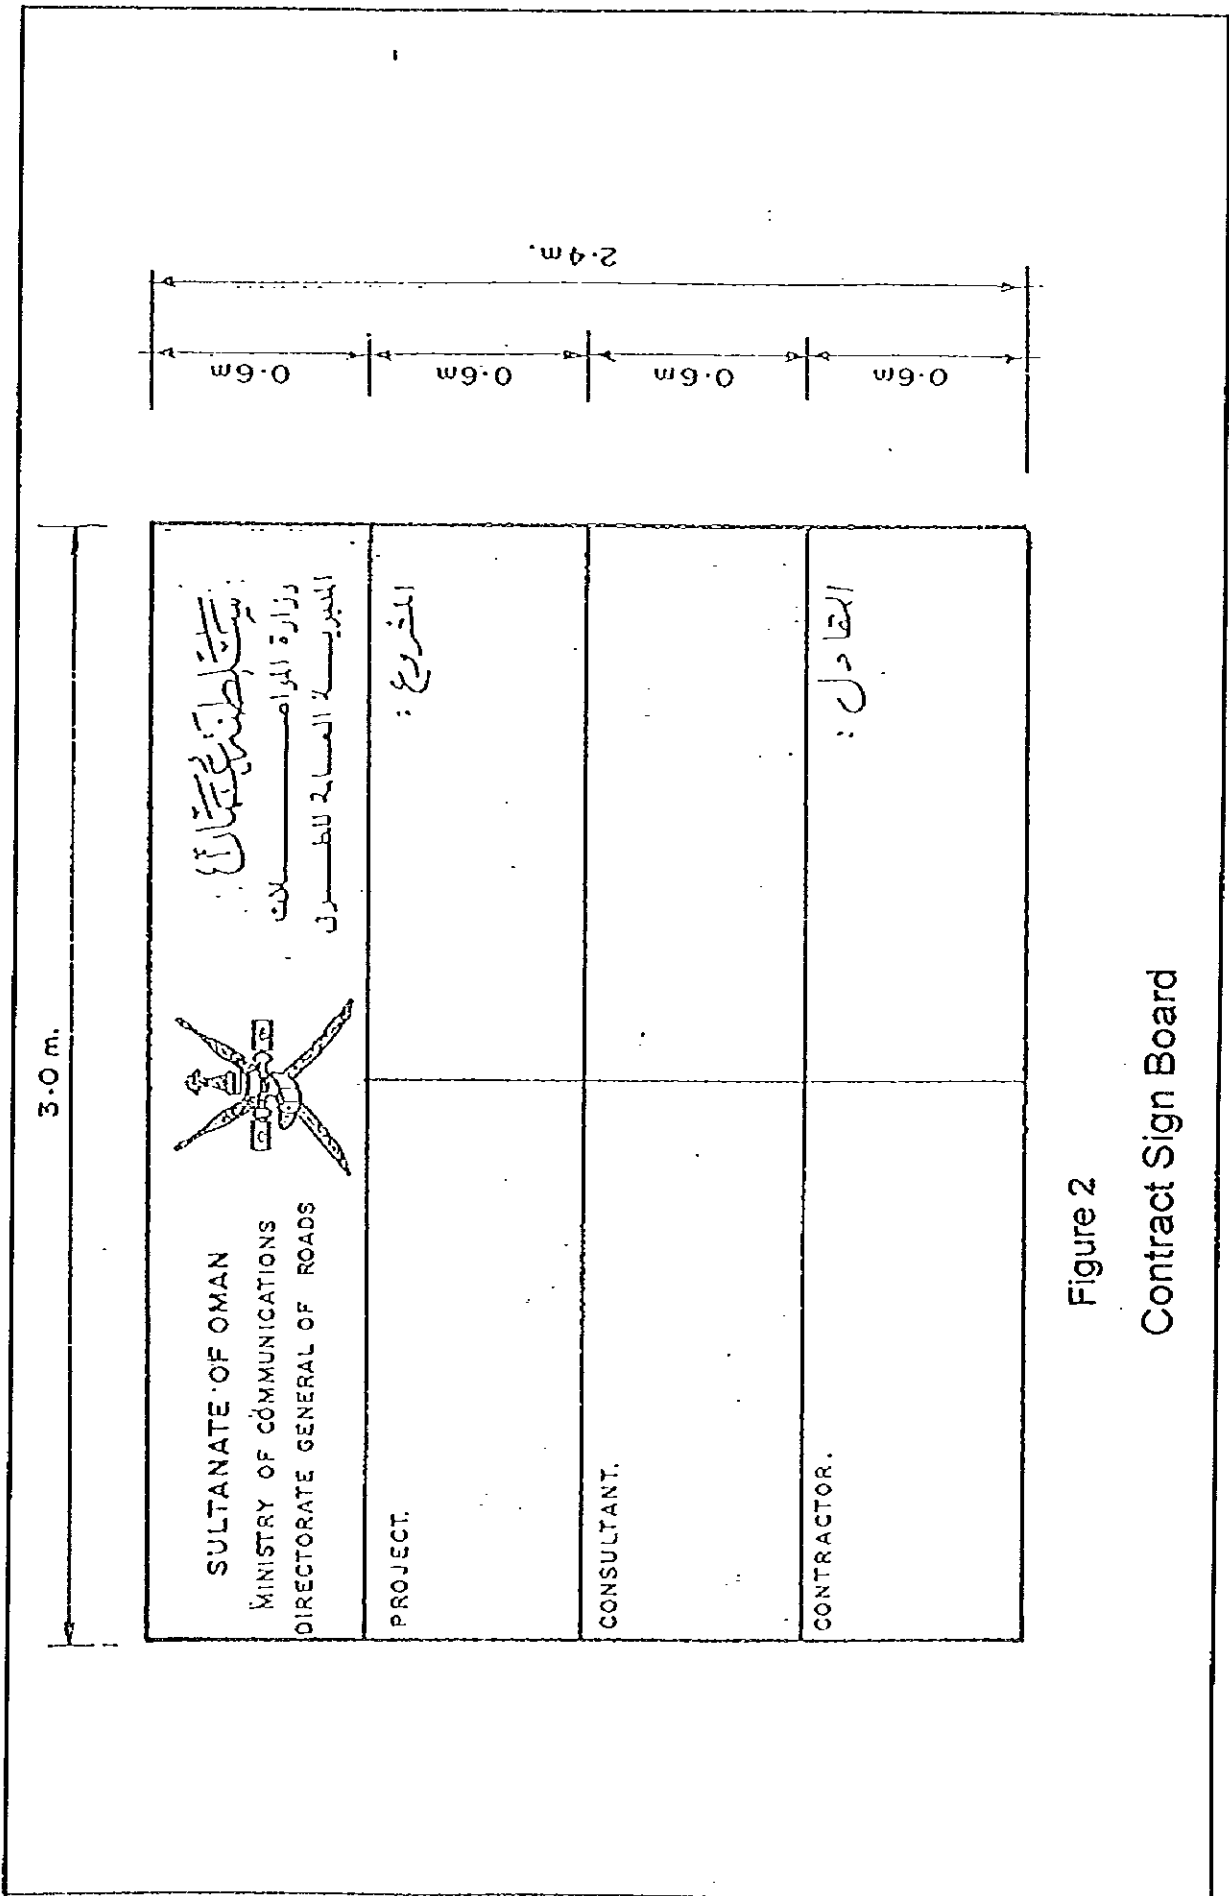 3.0 m.
SULTANATE OF OMAN
MINISTRY OF COMMUNICATIONS
DIRECTORATE GENERAL OF ROADS
سلطنة عمان
وزارة المواصلات
المديرية العامة للطرق
0.6m
2.4m.
PROJECT.
المشروع :
0.6m
CONSULTANT.
0.6m
CONTRACTOR.
المقاول :
0.6m
Figure 2
Contract Sign Board